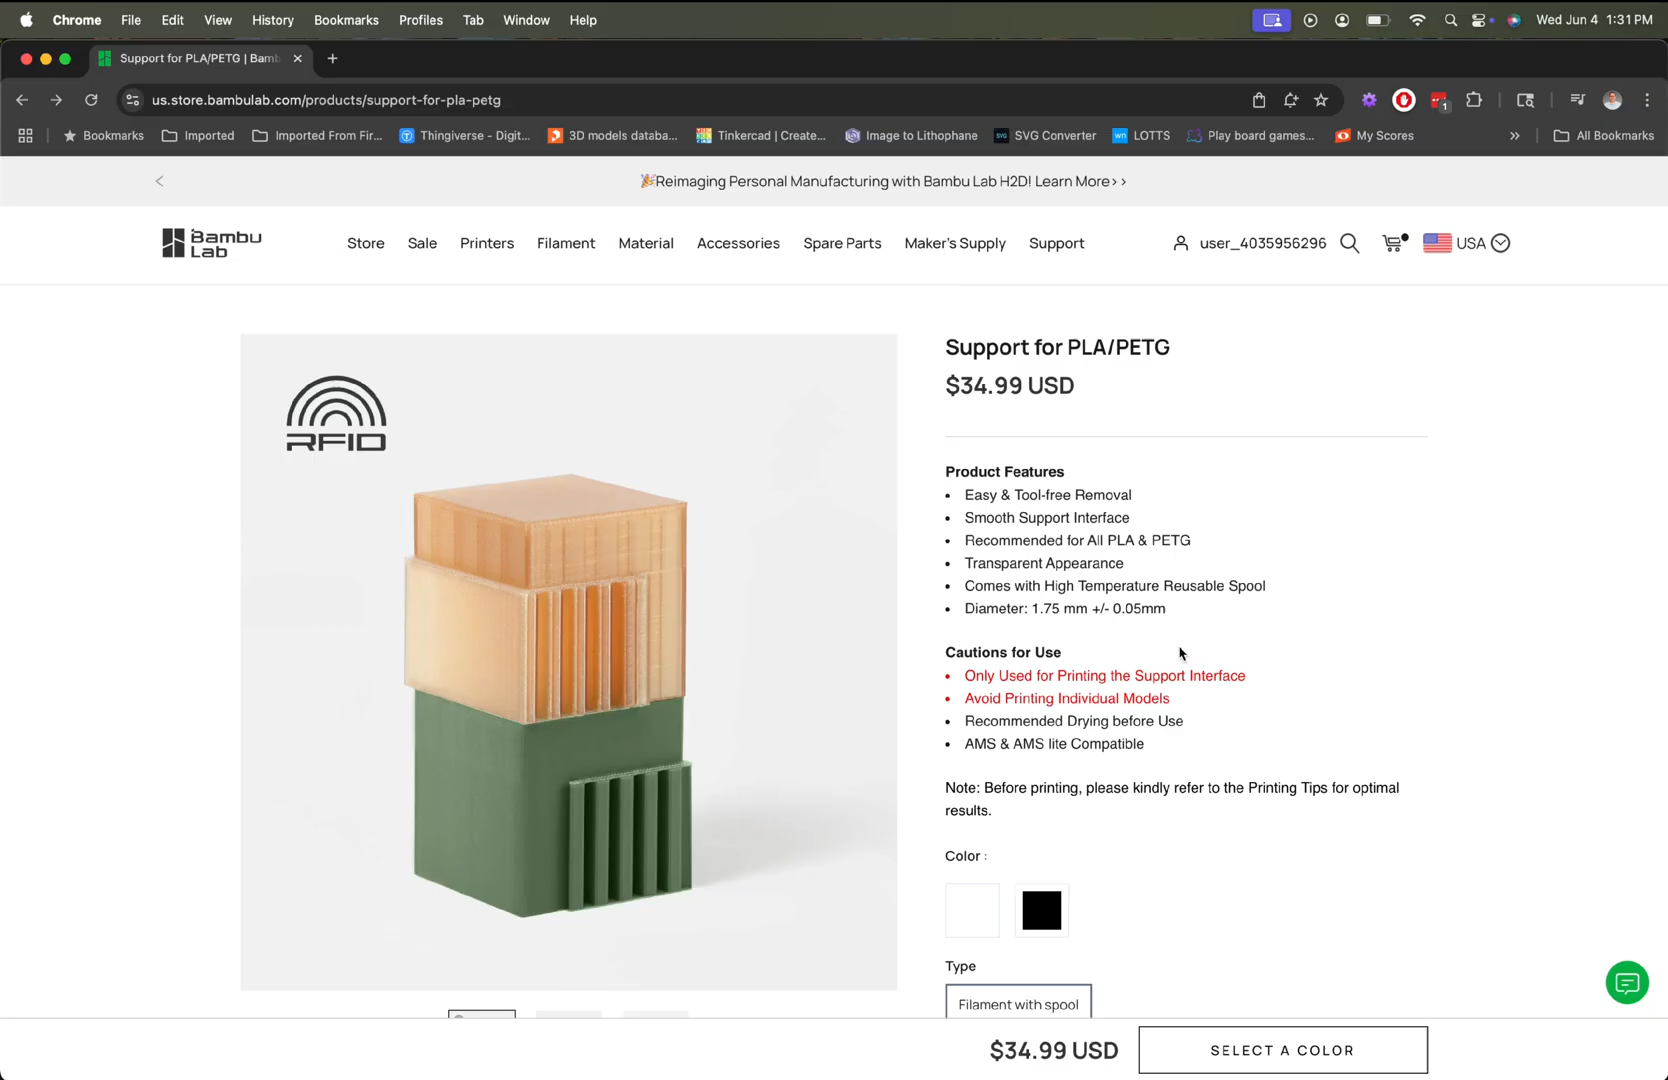 Chrome File Edit View History Bookmarks Profiles Tab Window Help Wed Jun 4 1:31 PM
Support for PLA/PETG | Bamb
us.store.bambulab.com/products/support-for-pla-petg 1
Bookmarks Imported Imported From Fir... Thingiverse - Digit... 3D models databa... Tinkercad | Create... Image to Lithophane SVG Converter LOTTS Play board games... My Scores All Bookmarks
🎉Reimaging Personal Manufacturing with Bambu Lab H2D! Learn More>>
Bambu Lab Store Sale Printers Filament Material Accessories Spare Parts Maker's Supply Support user_4035956296 USA
RFID
Support for PLA/PETG
$34.99 USD
Product Features
• Easy & Tool-free Removal
• Smooth Support Interface
• Recommended for All PLA & PETG
• Transparent Appearance
• Comes with High Temperature Reusable Spool
• Diameter: 1.75 mm +/- 0.05mm
Cautions for Use
• Only Used for Printing the Support Interface
• Avoid Printing Individual Models
• Recommended Drying before Use
• AMS & AMS lite Compatible
Note: Before printing, please kindly refer to the Printing Tips for optimal
results.
Color :
Type
Filament with spool
$34.99 USD SELECT A COLOR